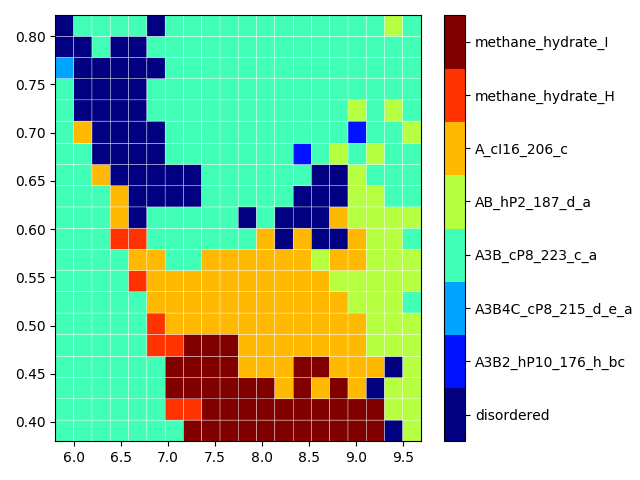 0.80
0.75
0.70
0.65
0.60
0.55
0.50
0.45
0.40
6.0 6.5 7.0 7.5 8.0 8.5 9.0 9.5
methane_hydrate_I
methane_hydrate_H
A_cI16_206_c
AB_hP2_187_d_a
A3B_cP8_223_c_a
A3B4C_cP8_215_d_e_a
A3B2_hP10_176_h_bc
disordered